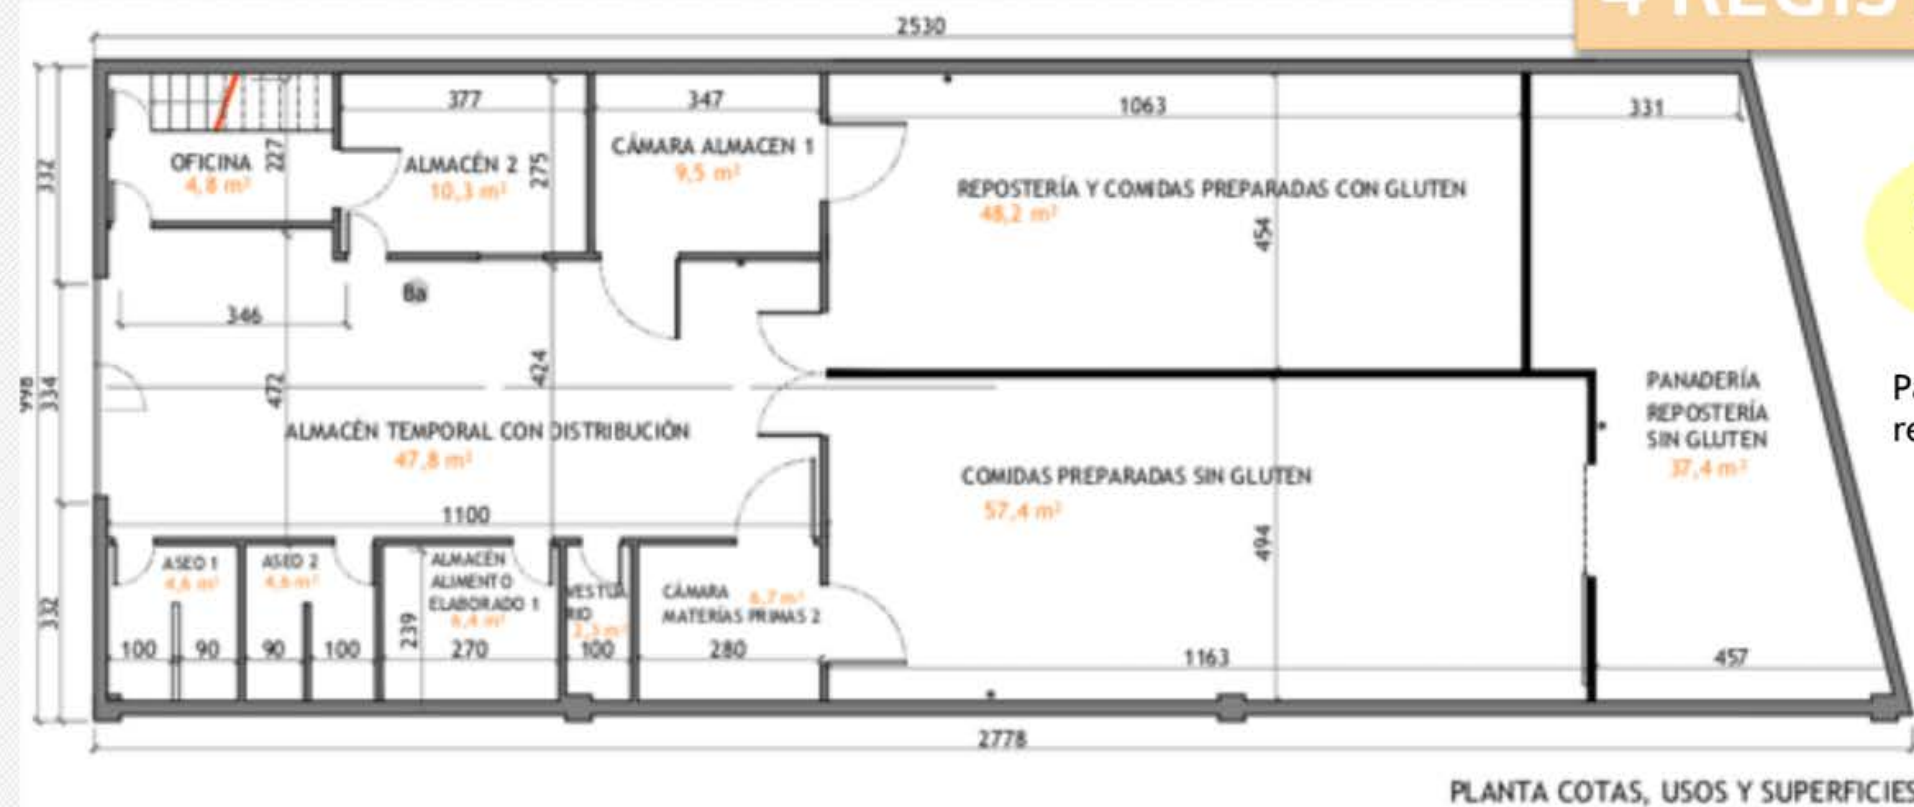 4 REGIS
2530
377
347
1063
331
332
OFICINA
4,8 m²
227
ALMACÉN 2
10,3 m²
275
CÁMARA ALMACEN 1
9,5 m²
REPOSTERÍA Y COMIDAS PREPARADAS CON GLUTEN
48,2 m²
454
Ba
346
998
334
472
424
PANADERÍA
REPOSTERÍA
SIN GLUTEN
37,4 m²
Pa
re
ALMACÉN TEMPORAL CON DISTRIBUCIÓN
47,8 m²
COMIDAS PREPARADAS SIN GLUTEN
57,4 m²
1100
494
332
ASEO 1
4,6 m²
ASEO 2
4,6 m²
ALMACÉN
ALIMENTO
ELABORADO 1
6,4 m²
239
VESTUA
RIO
2,3 m²
CÁMARA 6,7 m²
MATERÍAS PRIMAS 2
100
90
90
100
270
100
280
1163
457
2778
PLANTA COTAS, USOS Y SUPERFICIES